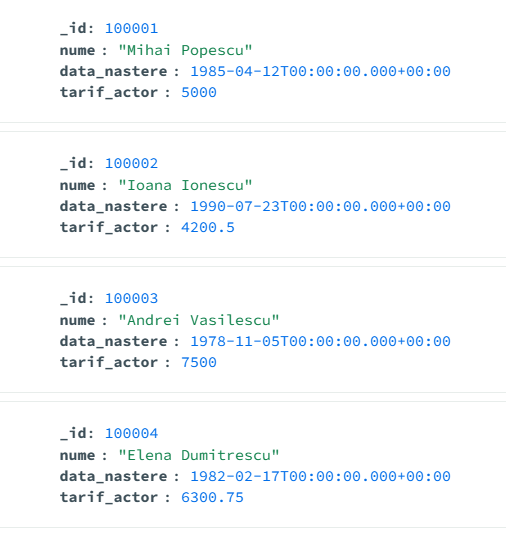 _id: 100001
nume : "Mihai Popescu"
data_nastere : 1985-04-12T00:00:00.000+00:00
tarif_actor : 5000
_id: 100002
nume : "Ioana Ionescu"
data_nastere : 1990-07-23T00:00:00.000+00:00
tarif_actor : 4200.5
_id: 100003
nume : "Andrei Vasilescu"
data_nastere : 1978-11-05T00:00:00.000+00:00
tarif_actor : 7500
_id: 100004
nume : "Elena Dumitrescu"
data_nastere : 1982-02-17T00:00:00.000+00:00
tarif_actor : 6300.75